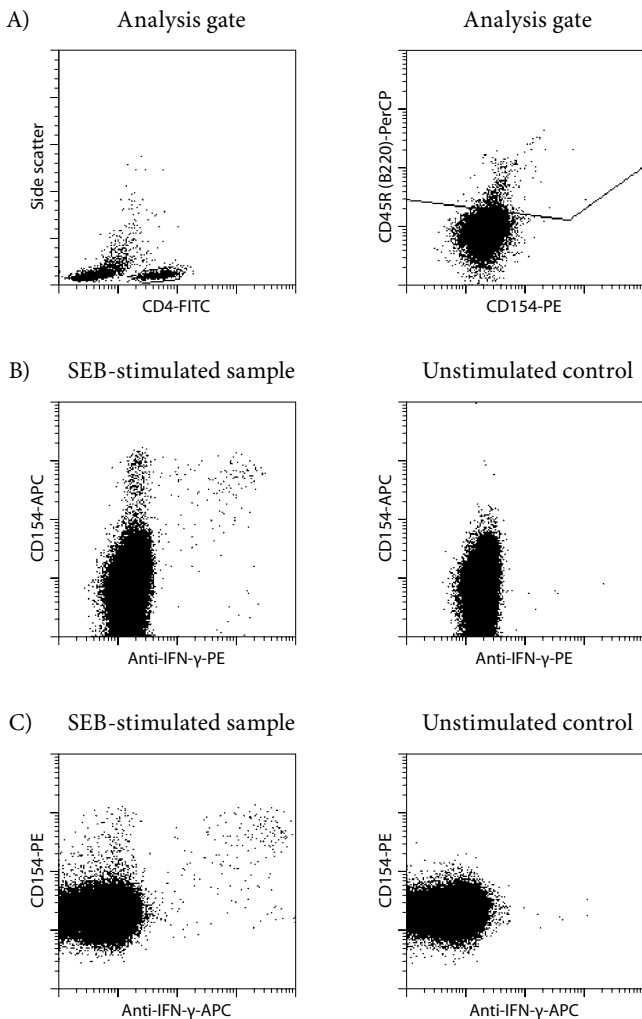 A) Analysis gate Analysis gate
Side scatter
CD4-FITC
CD45R (B220)-PerCP
CD154-PE
B) SEB-stimulated sample Unstimulated control
CD154-APC
Anti-IFN-γ-PE
CD154-APC
Anti-IFN-γ-PE
C) SEB-stimulated sample Unstimulated control
CD154-PE
Anti-IFN-γ-APC
CD154-PE
Anti-IFN-γ-APC